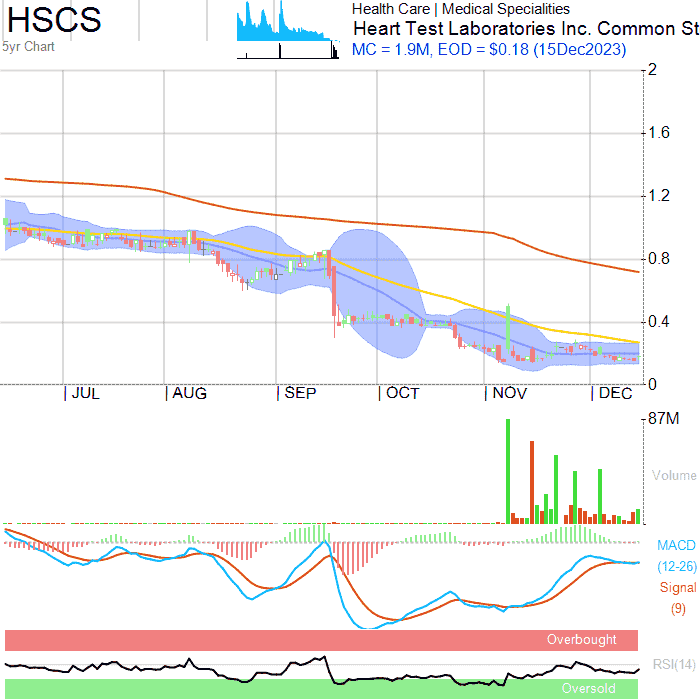 HSCS
5yr Chart
Health Care | Medical Specialities
Heart Test Laboratories Inc. Common St
MC = 1.9M, EOD = $0.18 (15Dec2023)
2
1.6
1.2
0.8
0.4
0
JUL AUG SEP OCT NOV DEC
87M
Volume
MACD
(12-26)
Signal
(9)
Overbought
RSI(14)
Oversold